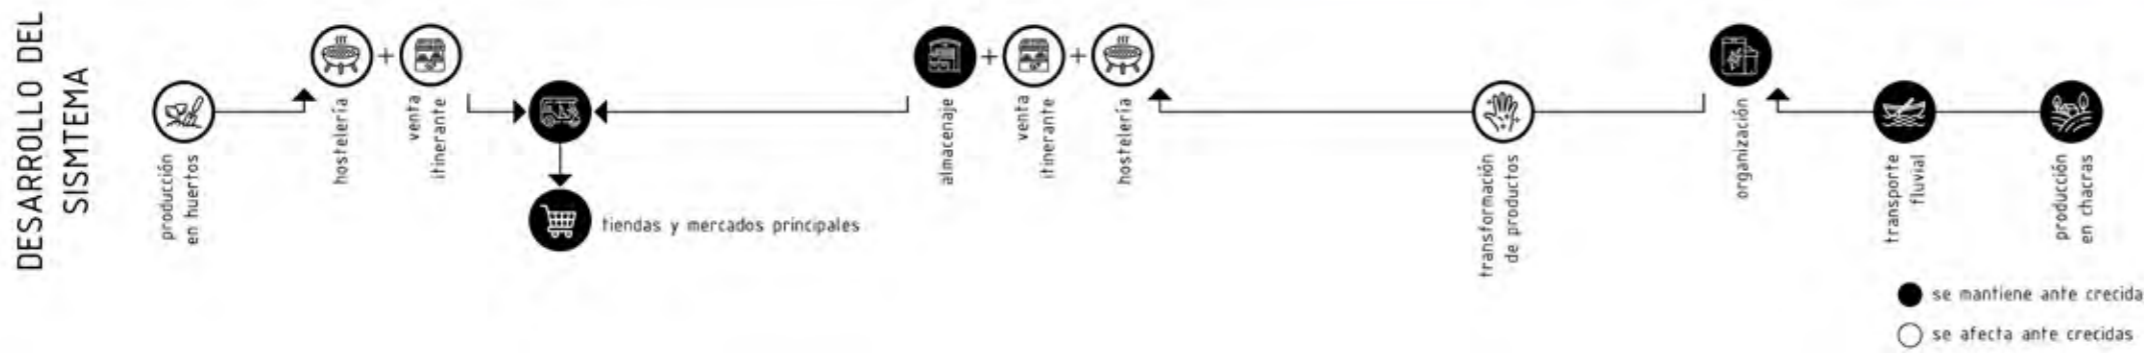 DESARROLLO DEL
SISMTEMA
producción
en huertos
hostelería
+
venta
itinerante
tiendas y mercados principales
almacenaje
+
venta
itinerante
+
hostelería
transformación
de productos
organización
transporte
fluvial
producción
en chacras
se mantiene ante crecida
se afecta ante crecidas